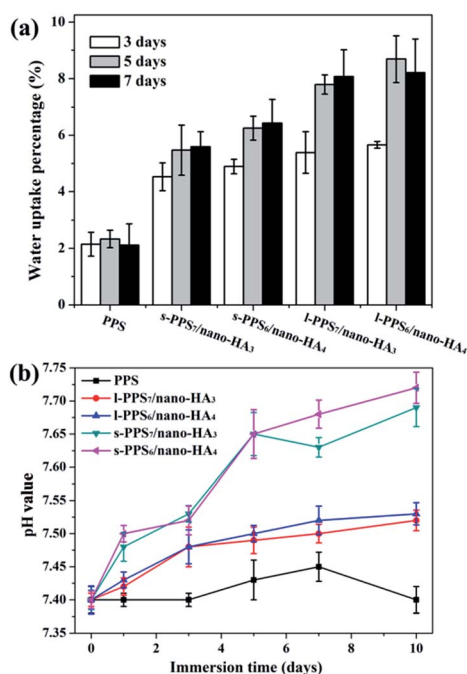 (a)
3 days
5 days
7 days
Water uptake percentage (%)
10
8
6
4
2
0
PPS
s-PPS₇/nano-HA₃
s-PPS₆/nano-HA₄
l-PPS₇/nano-HA₃
l-PPS₆/nano-HA₄
(b)
PPS
l-PPS₇/nano-HA₃
l-PPS₆/nano-HA₄
s-PPS₇/nano-HA₃
s-PPS₆/nano-HA₄
pH value
7.75
7.70
7.65
7.60
7.55
7.50
7.45
7.40
7.35
0 2 4 6 8 10
Immersion time (days)